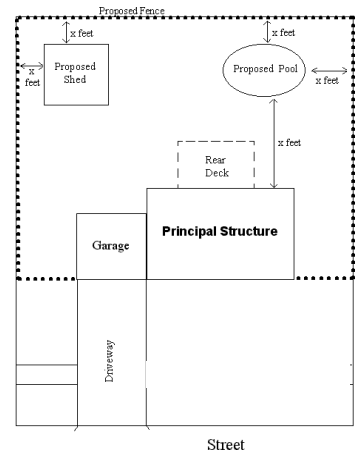 Proposed Fence
x feet
x feet
x
feet
Proposed
Shed
Proposed Pool
x feet
x feet
Rear
Deck
Garage
Principal Structure
Driveway
Street